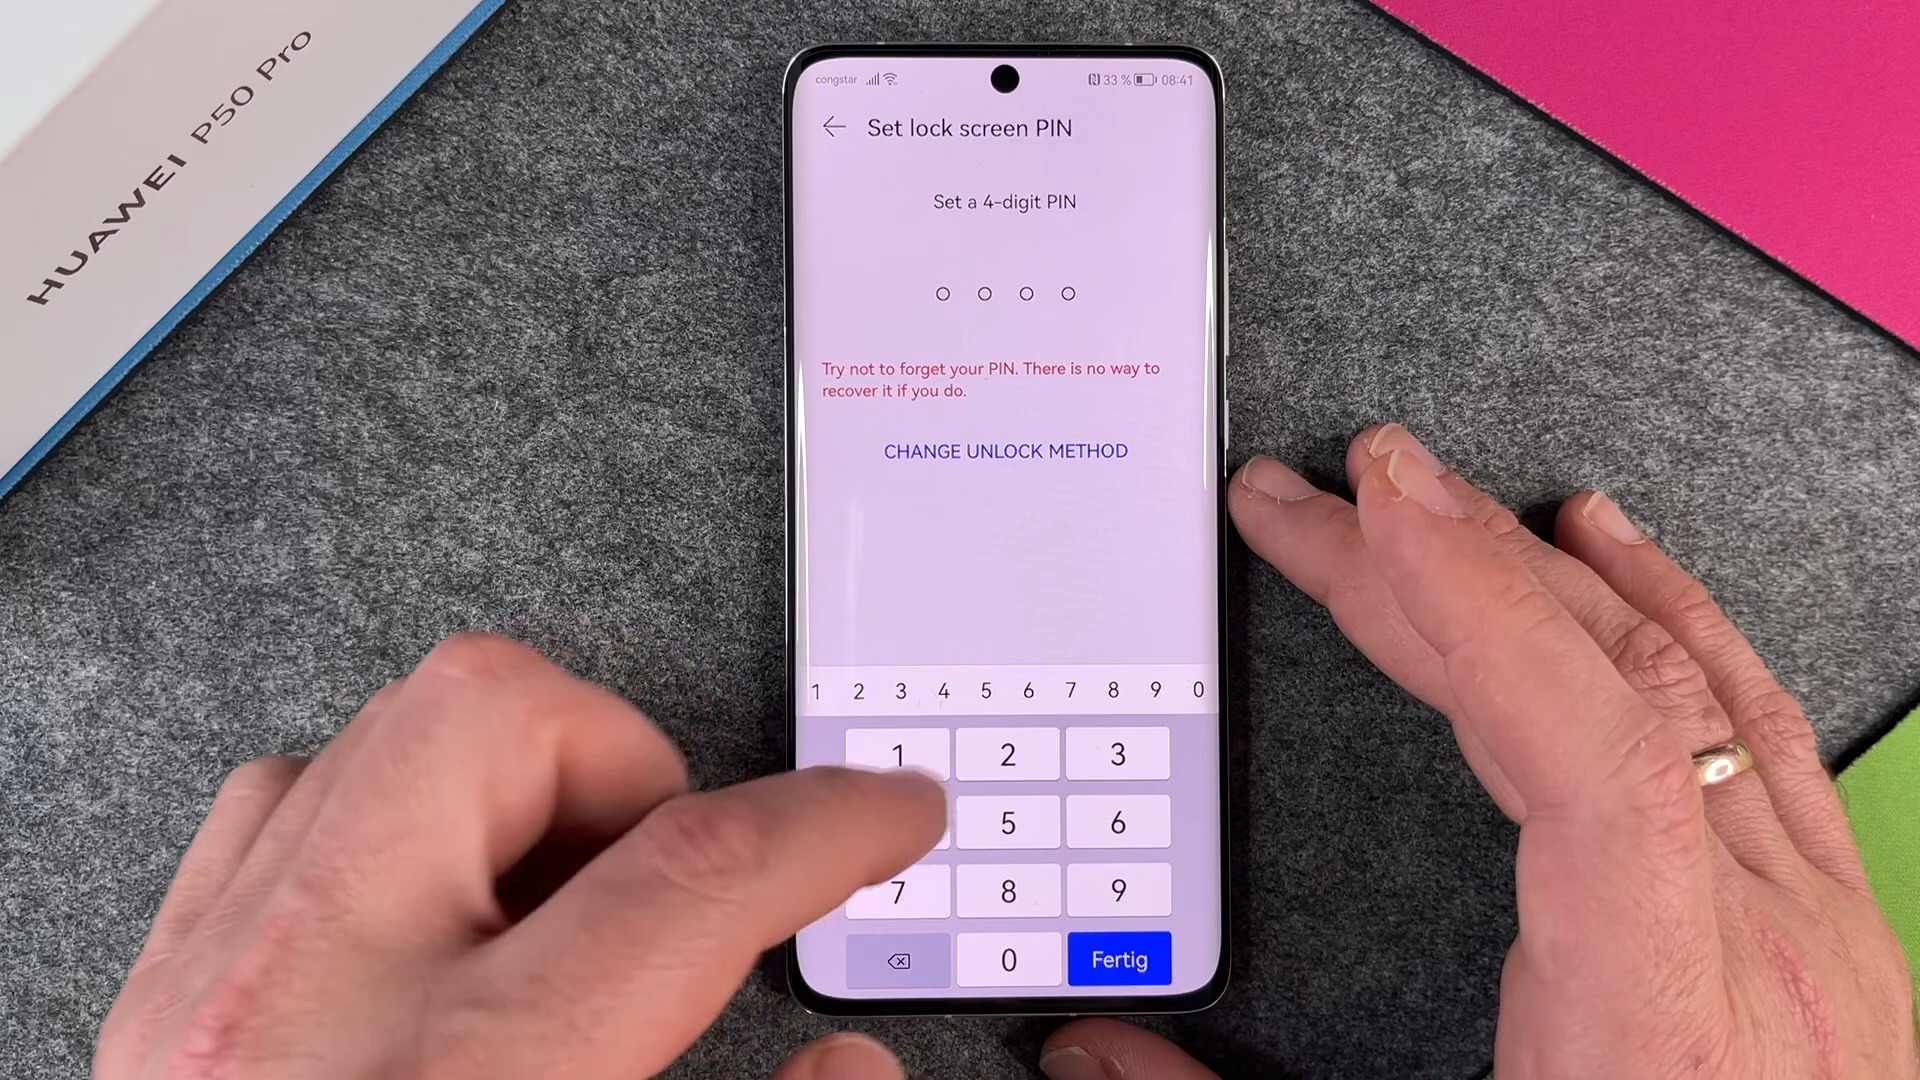 HUAWEI P50 Pro
congstar 33 % 08:41
Set lock screen PIN
Set a 4-digit PIN
Try not to forget your PIN. There is no way to
recover it if you do.
CHANGE UNLOCK METHOD
1 2 3 4 5 6 7 8 9 0
1 2 3
5 6
7 8 9
0 Fertig